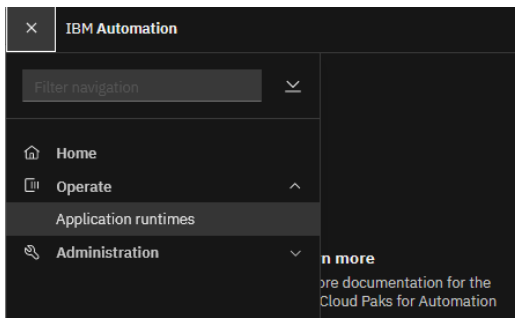 IBM Automation
Filter navigation
Home
Operate
Application runtimes
Administration
n more
ore documentation for the
Cloud Paks for Automation